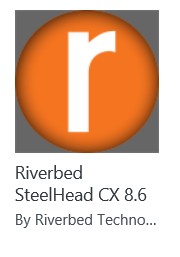 r
Riverbed
SteelHead CX 8.6
By Riverbed Techno...